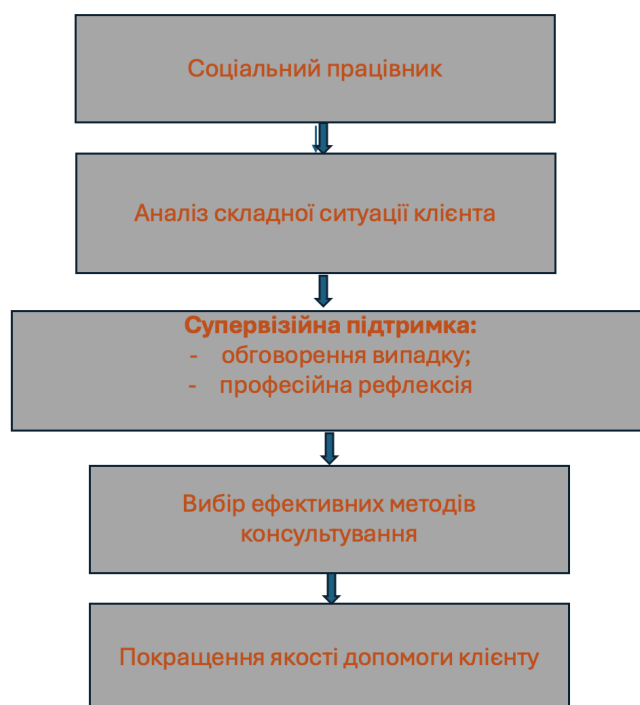 Соціальний працівник
Аналіз складної ситуації клієнта
Супервізійна підтримка:
- обговорення випадку;
- професійна рефлексія
Вибір ефективних методів
консультування
Покращення якості допомоги клієнту